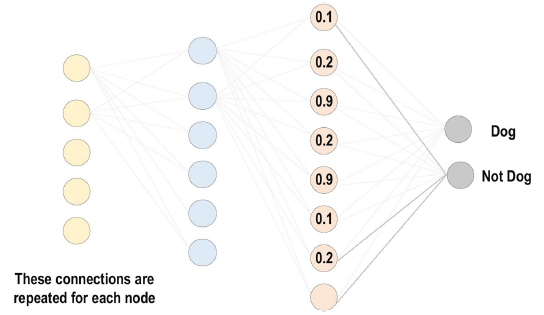 0.1
0.2
0.9
0.2
0.9
0.1
0.2
Dog
Not Dog
These connections are
repeated for each node